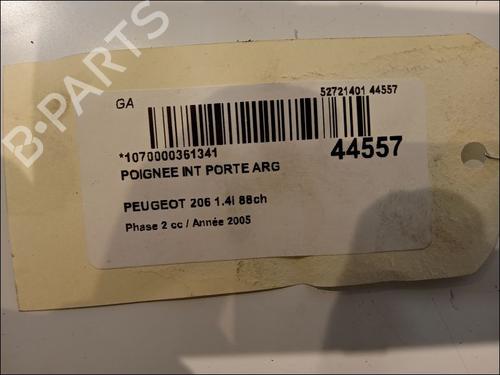 B-PARTS
GA
52721401 44557
*1070000361341
44557
POIGNEE INT PORTE ARG
PEUGEOT 206 1.4i 88ch
Phase 2 cc / Année 2005